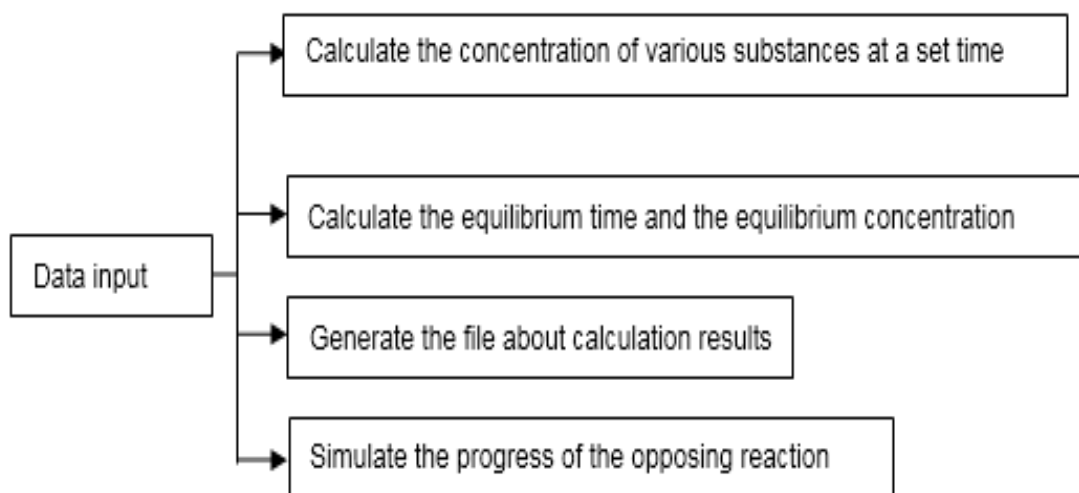 Calculate the concentration of various substances at a set time
Calculate the equilibrium time and the equilibrium concentration
Data input
Generate the file about calculation results
Simulate the progress of the opposing reaction